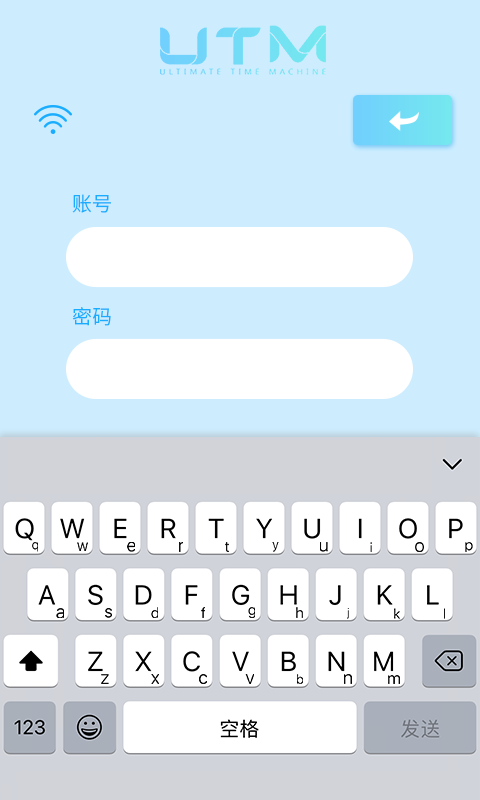 UTM
ULTIMATE TIME MACHINE
账号
密码
Q q W w E e R r T t Y y U u I i O o P p
A a S s D d F f G g H h J j K k L l
Z z X x C c V v B b N n M m
123 空格 发送